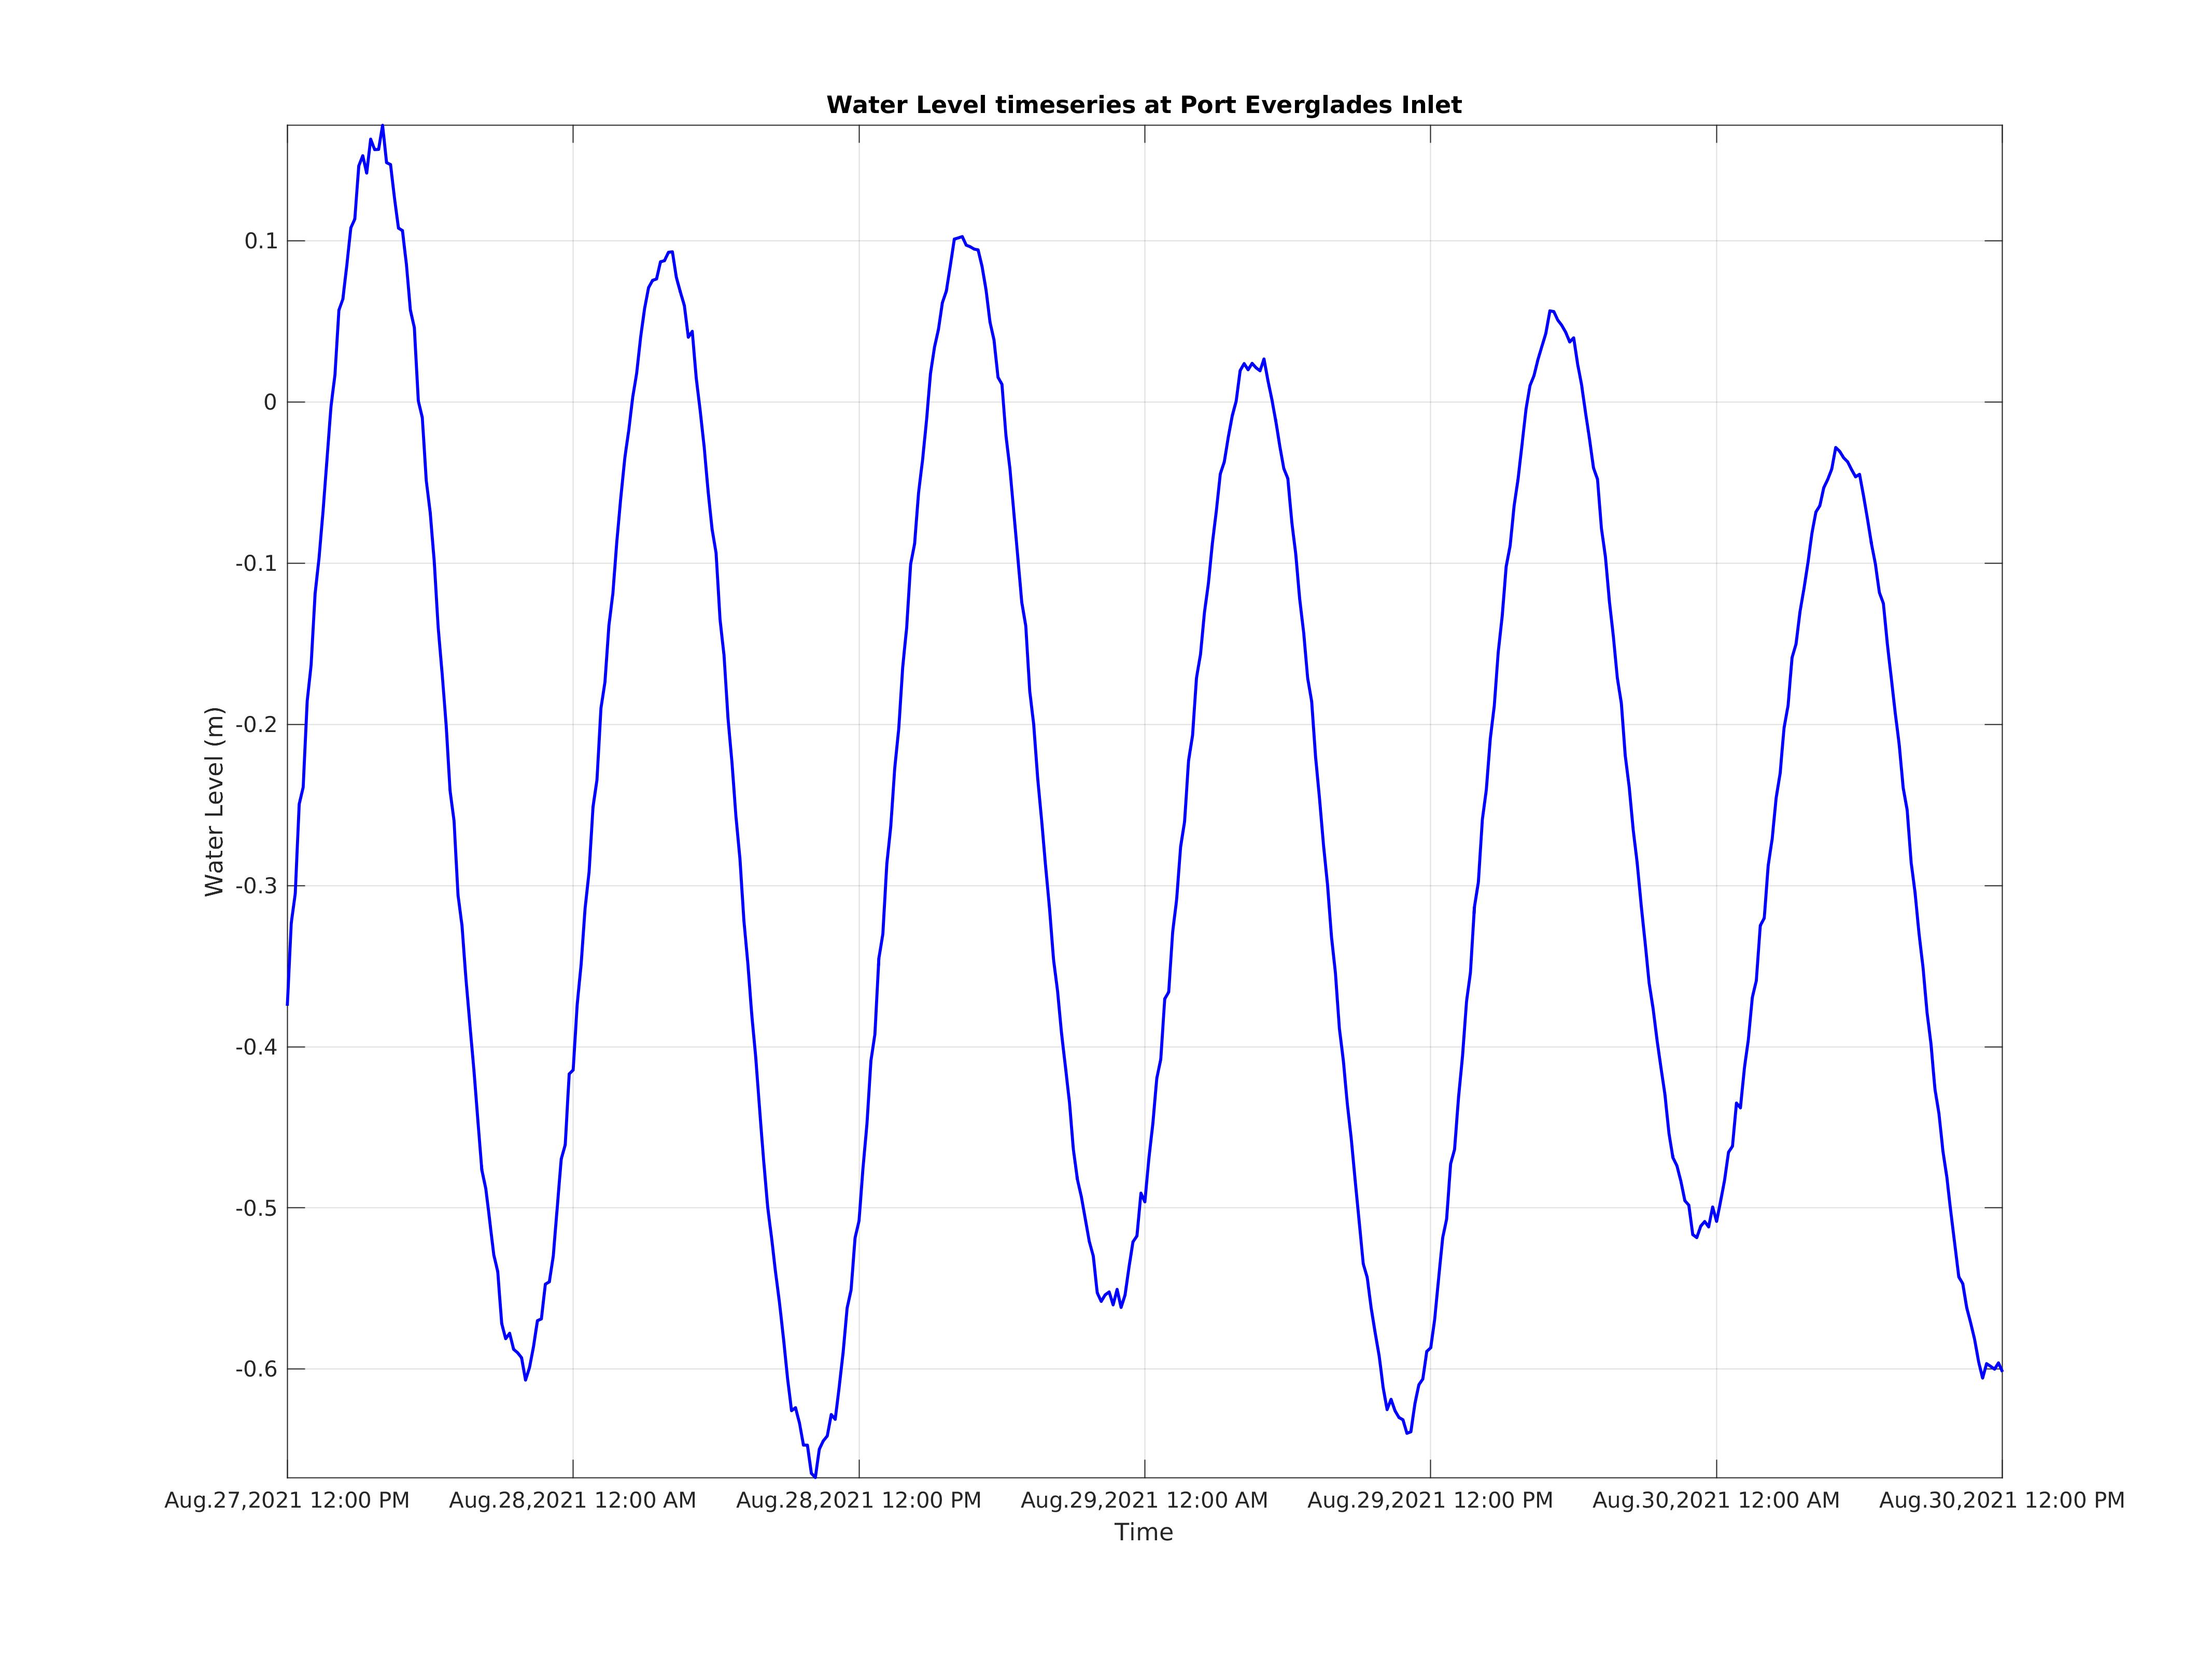 Water Level timeseries at Port Everglades Inlet
0.1
0
-0.1
-0.2
-0.3
-0.4
-0.5
-0.6
Water Level (m)
Aug.27,2021 12:00 PM Aug.28,2021 12:00 AM Aug.28,2021 12:00 PM Aug.29,2021 12:00 AM Aug.29,2021 12:00 PM Aug.30,2021 12:00 AM Aug.30,2021 12:00 PM
Time